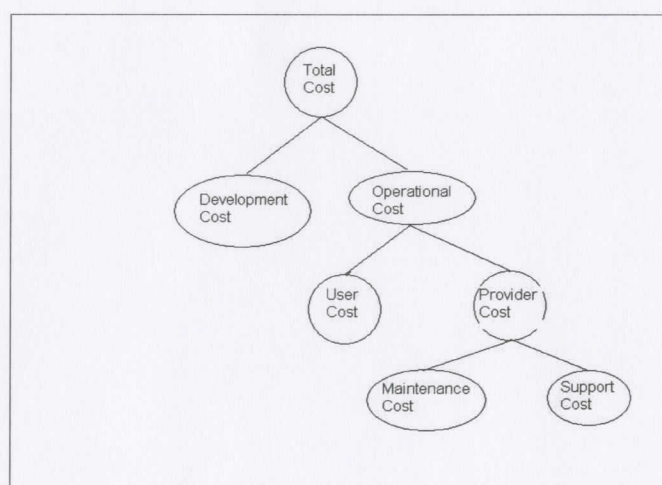 Total
Cost
Development
Cost
Operational
Cost
User
Cost
Provider
Cost
Maintenance
Cost
Support
Cost